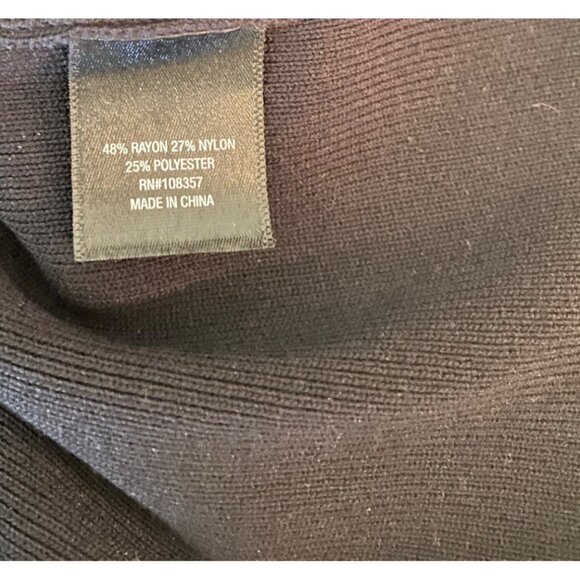 48% RAYON 27% NYLON
25% POLYESTER
RN#108357
MADE IN CHINA